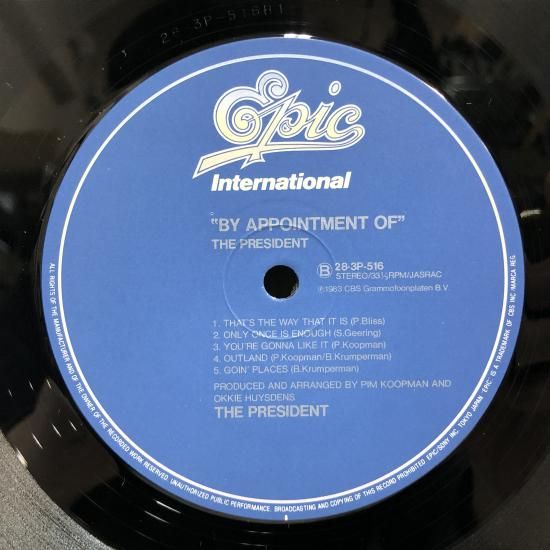 28 3P-516B1
Epic
International
"BY APPOINTMENT OF"
THE PRESIDENT
B 28·3P-516
STEREO/33⅓RPM/JASRAC
℗1983 CBS Grammofoonplaten B.V.
1. THAT'S THE WAY THAT IT IS (P.Bliss)
2. ONLY ONCE IS ENOUGH (S.Geering)
3. YOU'RE GONNA LIKE IT (P.Koopman)
4. OUTLAND (P.Koopman/B.Krumperman)
5. GOIN' PLACES (B.Krumperman)
PRODUCED AND ARRANGED BY PIM KOOPMAN AND
OKKIE HUYSDENS
THE PRESIDENT
ALL RIGHTS OF THE MANUFACTURER AND OF THE OWNER OF THE RECORDED WORK RESERVED. UNAUTHORIZED PUBLIC PERFORMANCE. BROADCASTING AND COPYING OF THIS RECORD PROHIBITED EPIC/SONY INC. TOKYO JAPAN "EPIC" IS A TRADEMARK OF CBS INC./MARCA REG.